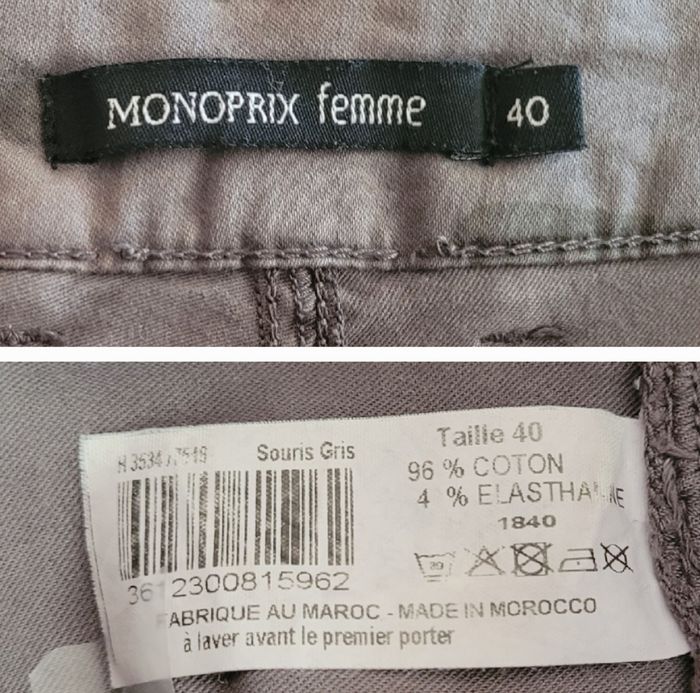 MONOPRIX femme 40
Souris Gris
Taille 40
96 % COTON
4 % ELASTHANNE
1840
3612300815962
FABRIQUE AU MAROC - MADE IN MOROCCO
à laver avant le premier porter